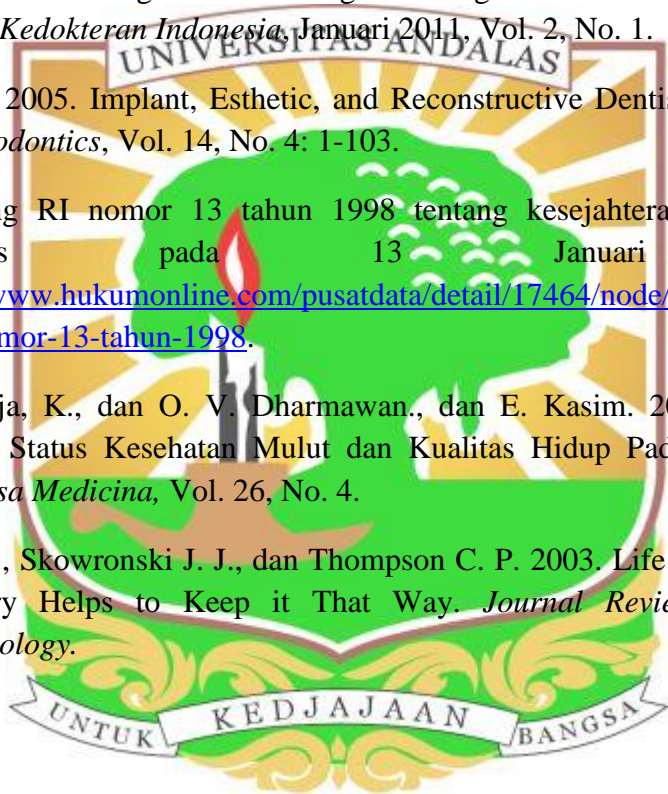 Kedokteran Indonesia, Januari 2011, Vol. 2, No. 1.
UNIVERSITAS ANDALAS
2005. Implant, Esthetic, and Reconstructive Dentis
odontics, Vol. 14, No. 4: 1-103.
ng RI nomor 13 tahun 1998 tentang kesejahtera
s pada 13 Januari
www.hukumonline.com/pusatdata/detail/17464/node/
mor-13-tahun-1998.
ja, K., dan O. V. Dharmawan., dan E. Kasim. 20
Status Kesehatan Mulut dan Kualitas Hidup Pad
sa Medicina, Vol. 26, No. 4.
., Skowronski J. J., dan Thompson C. P. 2003. Life
ry Helps to Keep it That Way. Journal Revie
ology.
UNTUK KEDJAJAAN BANGSA